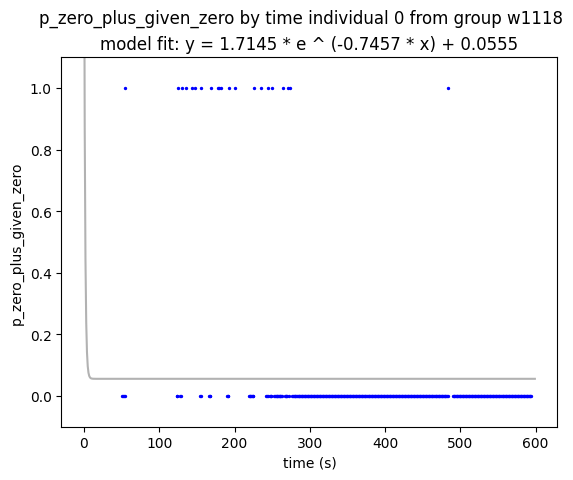 p_zero_plus_given_zero by time individual 0 from group w1118
model fit: y = 1.7145 * e ^ (-0.7457 * x) + 0.0555
1.0
0.8
0.6
0.4
0.2
0.0
p_zero_plus_given_zero
0 100 200 300 400 500 600
time (s)